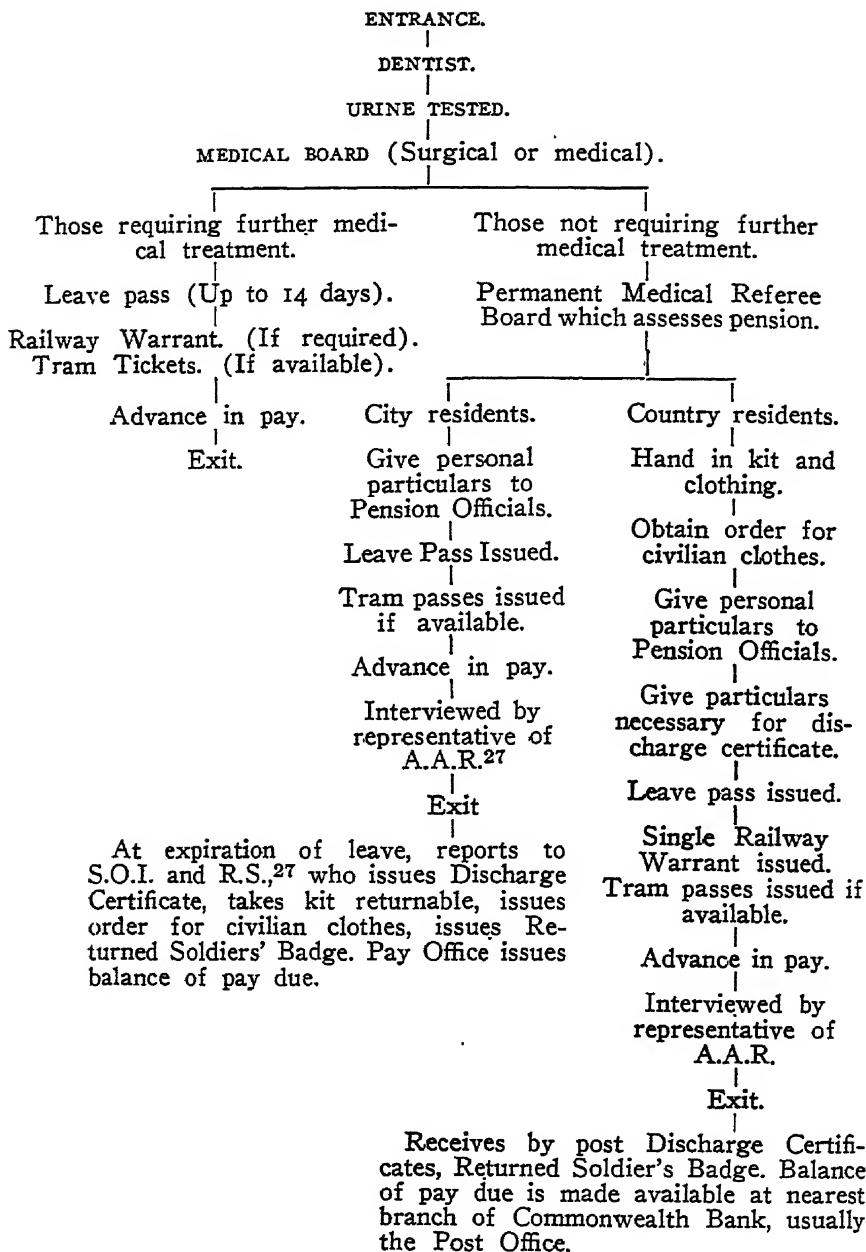 ENTRANCE.
DENTIST.
URINE TESTED.
MEDICAL BOARD (Surgical or medical).
Those requiring further medi-
cal treatment.
Leave pass (Up to 14 days).
Railway Warrant. (If required).
Tram Tickets. (If available).
Advance in pay.
Exit.
Those not requiring further
medical treatment.
Permanent Medical Referee
Board which assesses pension.
City residents.
Give personal
particulars to
Pension Officials.
Leave Pass Issued.
Tram passes issued
if available.
Advance in pay.
Interviewed by
representative of
A.A.R.27
Exit
At expiration of leave, reports to
S.O.I. and R.S.,27 who issues Discharge
Certificate, takes kit returnable, issues
order for civilian clothes, issues Re-
turned Soldiers' Badge. Pay Office issues
balance of pay due.
Country residents.
Hand in kit and
clothing.
Obtain order for
civilian clothes.
Give personal
particulars to
Pension Officials.
Give particulars
necessary for dis-
charge certificate.
Leave pass issued.
Single Railway
Warrant issued.
Tram passes issued if
available.
Advance in pay.
Interviewed by
representative of
A.A.R.
Exit.
Receives by post Discharge Certifi-
cates, Returned Soldier's Badge. Balance
of pay due is made available at nearest
branch of Commonwealth Bank, usually
the Post Office.